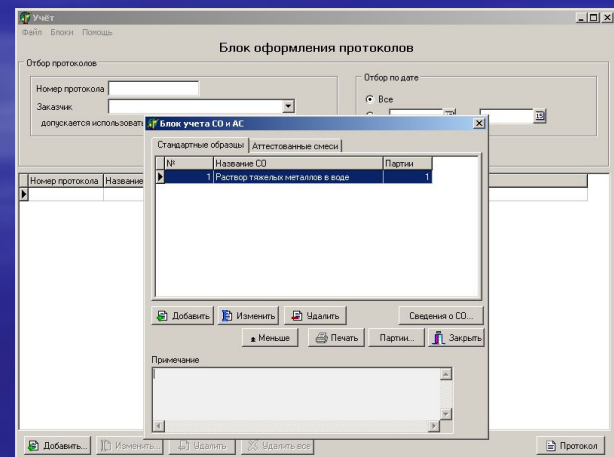 Учёт
Файл Блоки Помощь
Блок оформления протоколов
Отбор протоколов
Номер протокола
Заказчик
допускается использоват
Отбор по дате
Все
С
15
Номер протокола Название
Блок учета СО и АС
Стандартные образцы Аттестованные смеси
№ Название СО Партии
1 Раствор тяжелых металлов в воде 1
Добавить Изменить Удалить Сведения о СО...
Меньше Печать Партии... Закрыть
Примечание
Добавить... Изменить... Удалить Удалить все Протокол